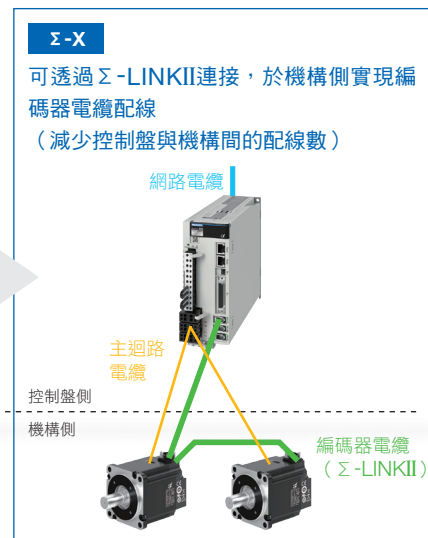 Σ-X
可透過Σ-LINKII連接，於機構側實現編
碼器電纜配線
（減少控制盤與機構間的配線數）
網路電纜
主迴路
電纜
控制盤側
機構側
編碼器電纜
（Σ-LINKII）